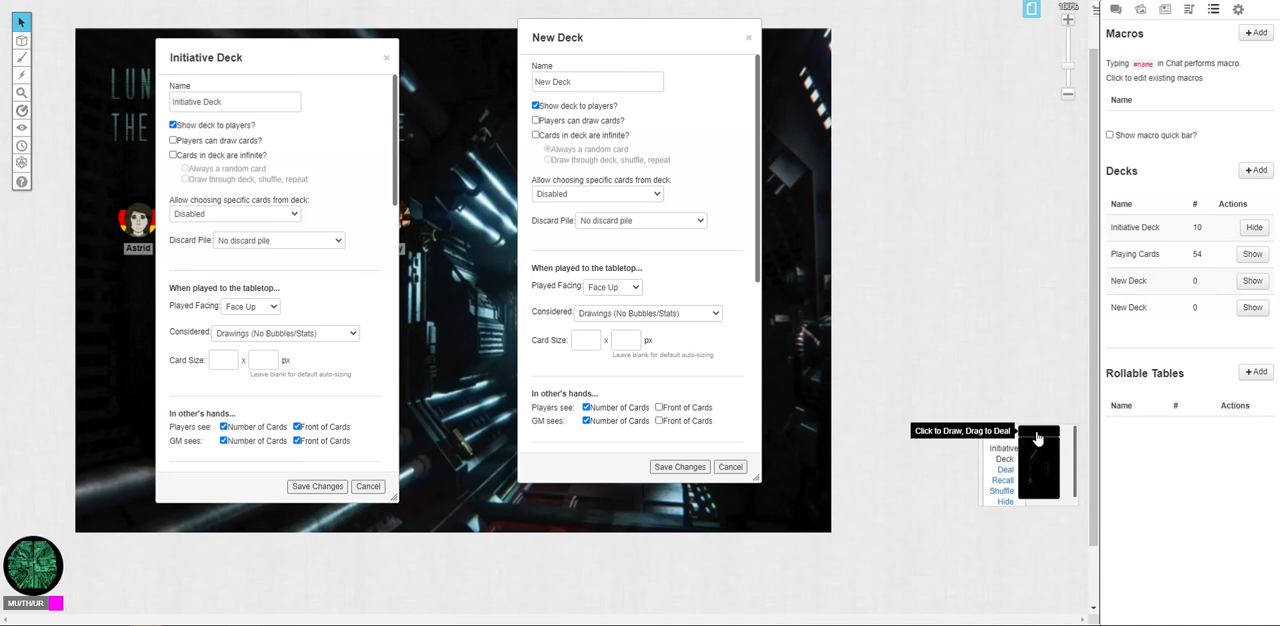 100%
LUN
THE
E
Astrid
y
MU/TH/UR
Initiative Deck
×
Name
Initiative Deck
Show deck to players?
Players can draw cards?
Cards in deck are infinite?
Always a random card
Draw through deck, shuffle, repeat
Allow choosing specific cards from deck:
Disabled
Discard Pile: No discard pile
When played to the tabletop...
Played Facing: Face Up
Considered: Drawings (No Bubbles/Stats)
Card Size: x px
Leave blank for default auto-sizing
In other's hands...
Players see: Number of Cards Front of Cards
GM sees: Number of Cards Front of Cards
Save Changes Cancel
New Deck
×
Name
New Deck
Show deck to players?
Players can draw cards?
Cards in deck are infinite?
Always a random card
Draw through deck, shuffle, repeat
Allow choosing specific cards from deck:
Disabled
Discard Pile: No discard pile
When played to the tabletop...
Played Facing: Face Up
Considered: Drawings (No Bubbles/Stats)
Card Size: x px
Leave blank for default auto-sizing
In other's hands...
Players see: Number of Cards Front of Cards
GM sees: Number of Cards Front of Cards
Save Changes Cancel
Click to Draw, Drag to Deal
Initiative
Deck
Deal
Recall
Shuffle
Hide
Macros + Add
Typing #name in Chat performs macro.
Click to edit existing macros
Name
Show macro quick bar?
Decks + Add
Name # Actions
Initiative Deck 10 Hide
Playing Cards 54 Show
New Deck 0 Show
New Deck 0 Show
Rollable Tables + Add
Name # Actions